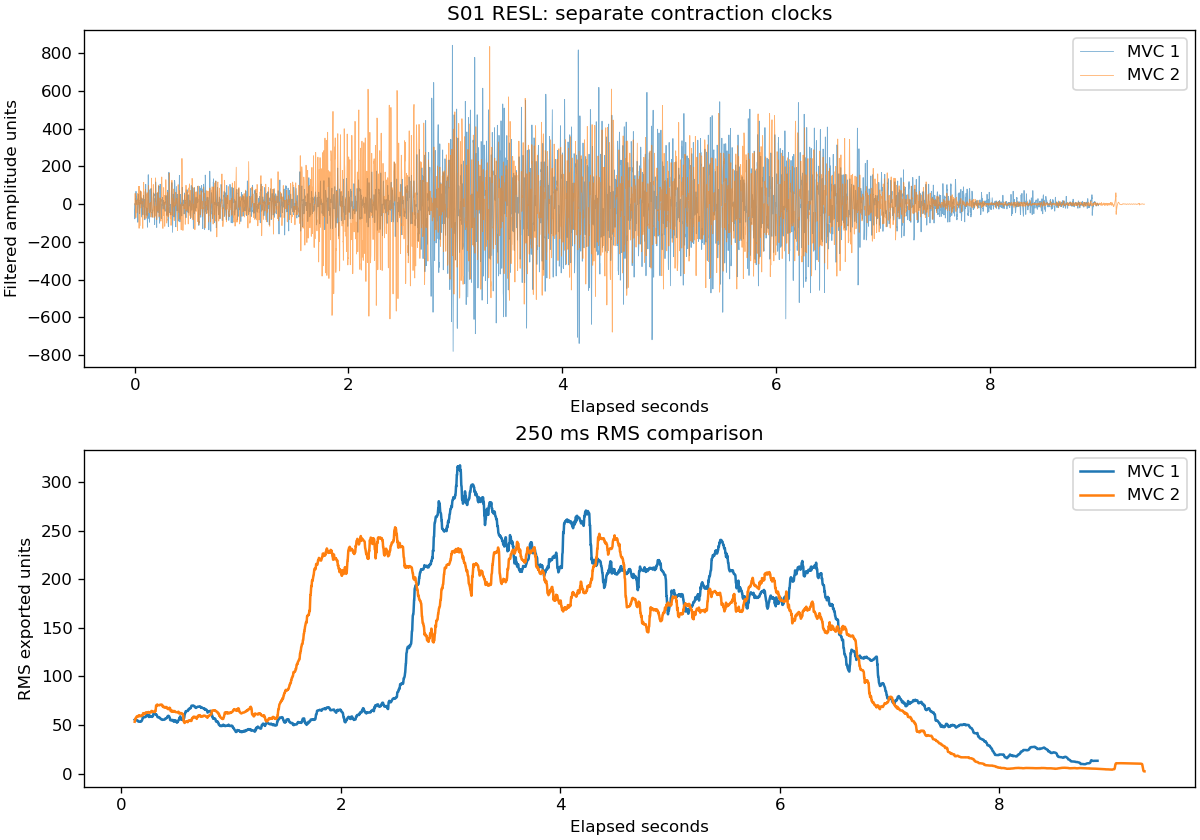 S01 RESL: separate contraction clocks
MVC 1
MVC 2
Filtered amplitude units
800
600
400
200
0
−200
−400
−600
−800
0 2 4 6 8
Elapsed seconds
250 ms RMS comparison
MVC 1
MVC 2
RMS exported units
300
250
200
150
100
50
0
0 2 4 6 8
Elapsed seconds